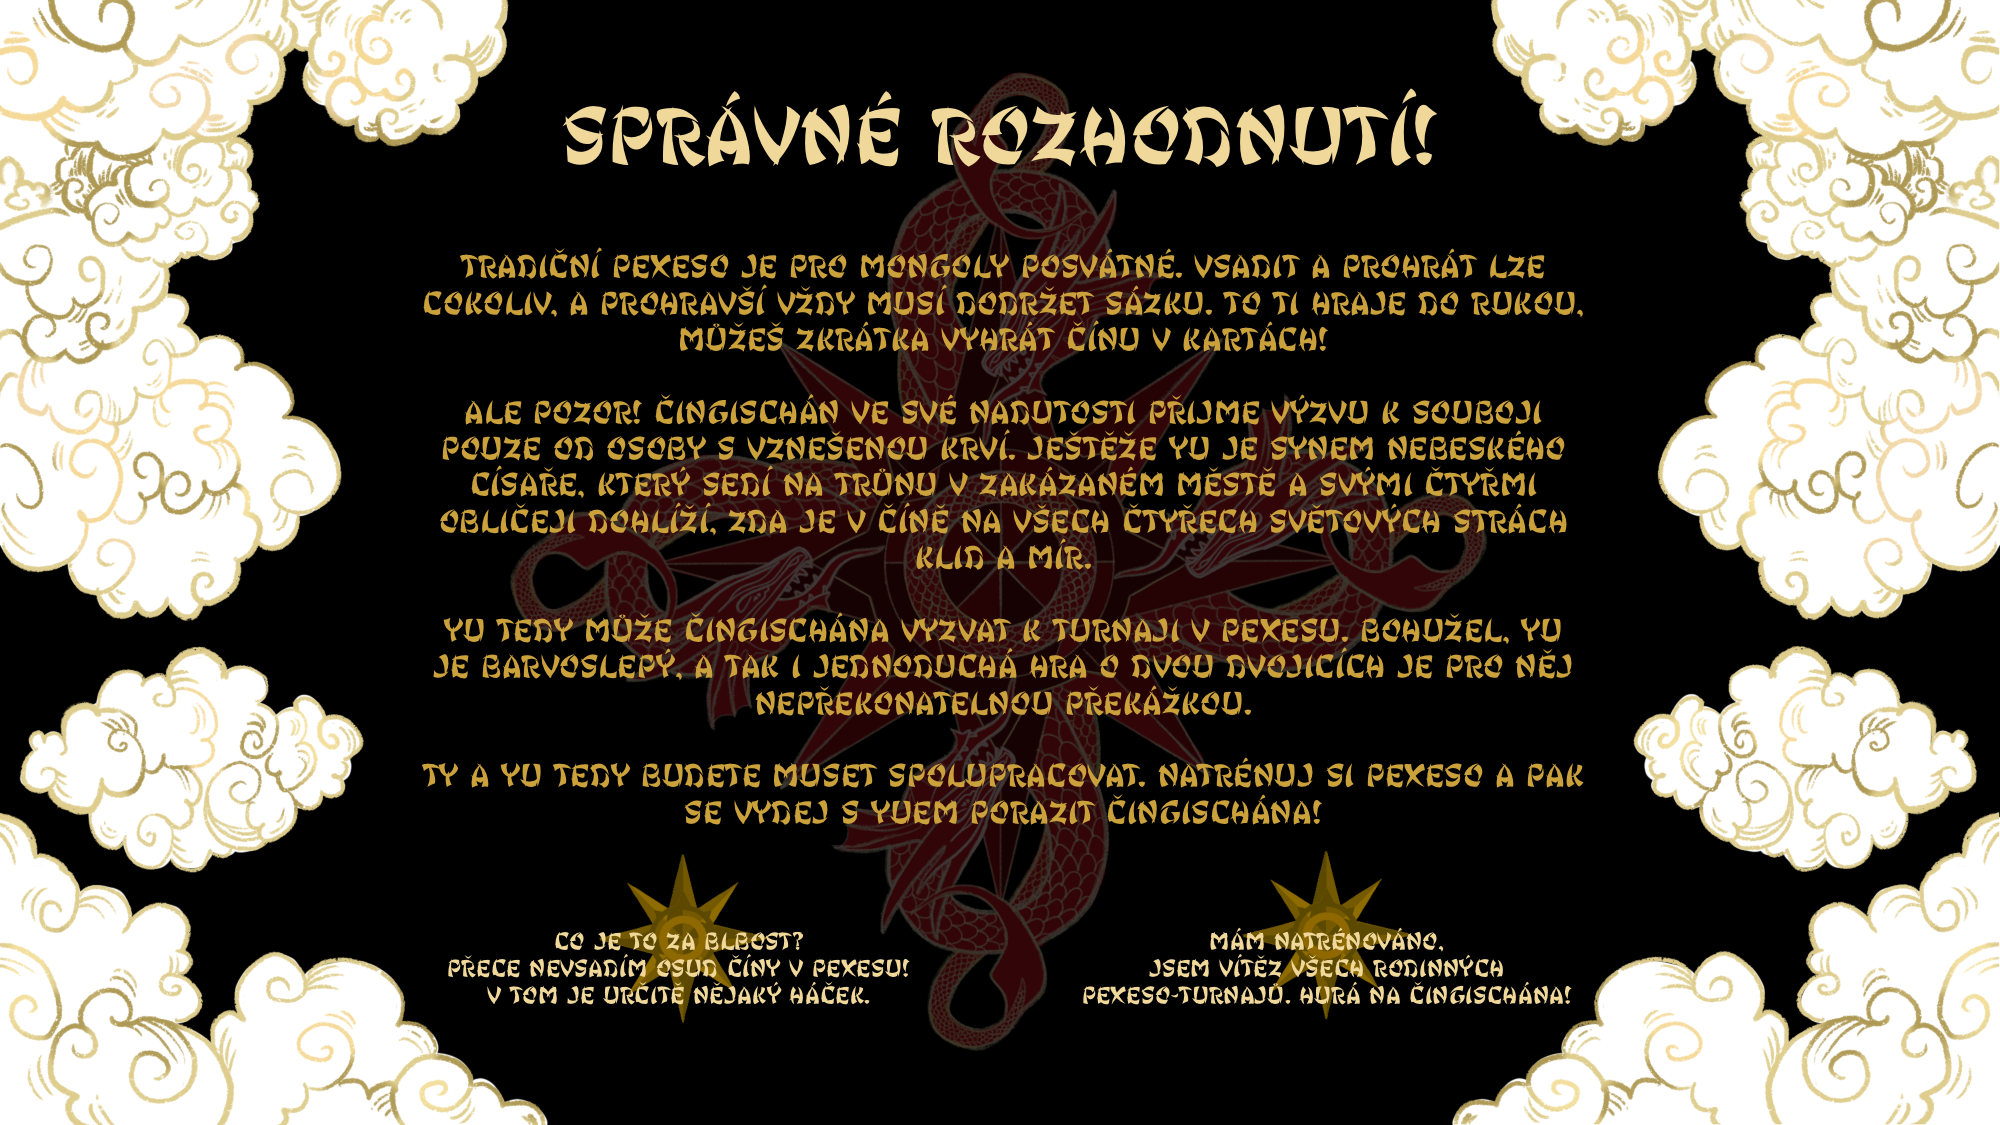 SPRÁVNÉ ROZHODNUTÍ!
TRADIČNÍ PEXESO JE PRO MONGOLY POSVÁTNÉ. VSADIT A PROHRÁT LZE
COKOLIV, A PROHRAVŠÍ VŽDY MUSÍ DODRŽET SÁZKU. TO TI HRAJE DO RUKOU,
MŮŽEŠ ZKRÁTKA VYHRÁT ČÍNU V KARTÁCH!
ALE POZOR! ČINGISCHÁN VE SVÉ NADUTOSTI PŘIJME VÝZVU K SOUBOJI
POUZE OD OSOBY S VZNEŠENOU KRVÍ. JEŠTĚŽE YU JE SYNEM NEBESKÉHO
CÍSAŘE, KTERÝ SEDÍ NA TRŮNU V ZAKÁZANÉM MĚSTĚ A SVÝMI ČTYŘMI
OBLIČEJI DOHLÍŽÍ, ZDA JE V ČÍNĚ NA VŠECH ČTYŘECH SVĚTOVÝCH STRÁCH
KLID A MÍR.
YU TEDY MŮŽE ČINGISCHÁNA VYZVAT K TURNAJI V PEXESU. BOHUŽEL, YU
JE BARVOSLEPÝ, A TAK I JEDNODUCHÁ HRA O DVOU DVOJICÍCH JE PRO NĚJ
NEPŘEKONATELNOU PŘEKÁŽKOU.
TY A YU TEDY BUDETE MUSET SPOLUPRACOVAT. NATRÉNUJ SI PEXESO A PAK
SE VYDEJ S YUEM PORAZIT ČINGISCHÁNA!
CO JE TO ZA BLBOST?
PŘECE NEVSADÍM OSUD ČÍNY V PEXESU!
V TOM JE URČITĚ NĚJAKÝ HÁČEK.
MÁM NATRÉNOVÁNO,
JSEM VÍTĚZ VŠECH RODINNÝCH
PEXESO-TURNAJŮ. HURÁ NA ČINGISCHÁNA!